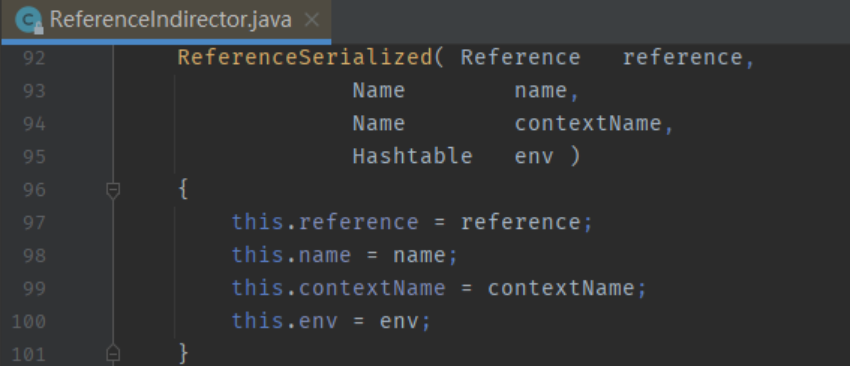 ReferenceIndirector.java
92 ReferenceSerialized( Reference reference,
93 Name name,
94 Name contextName,
95 Hashtable env )
96 {
97 this.reference = reference;
98 this.name = name;
99 this.contextName = contextName;
100 this.env = env;
101 }